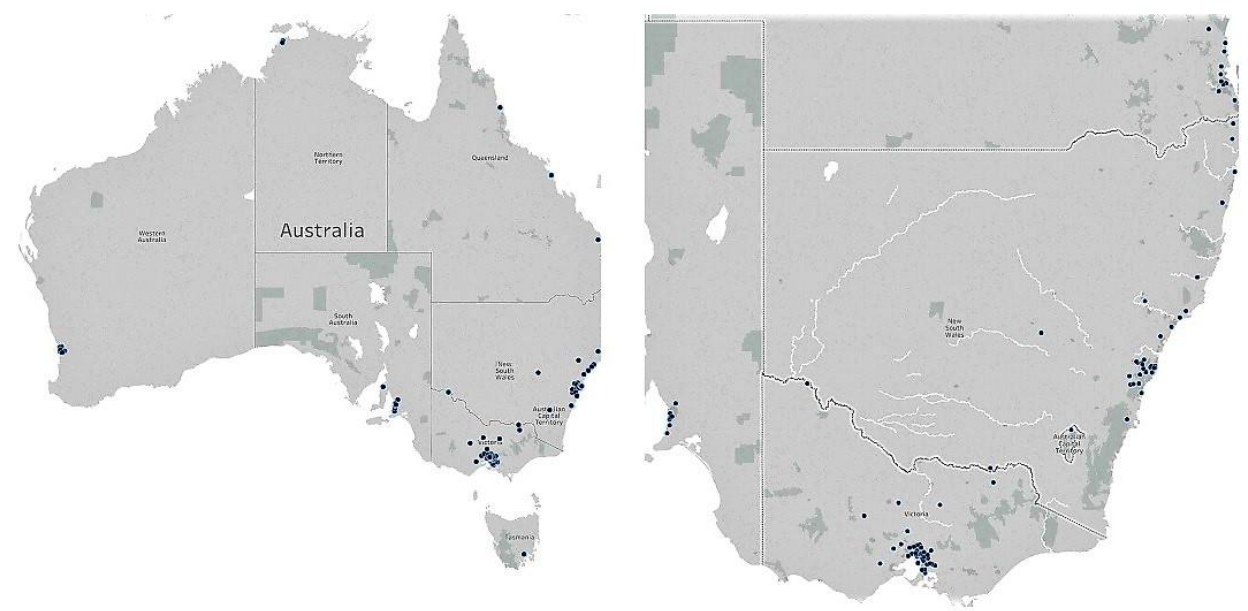 Northern
Territory
Queensland
Western
Australia
Australia
South
Australia
New
South
Wales
Australian
Capital
Territory
Victoria
Tasmania
New
South
Wales
Australian
Capital
Territory
Victoria